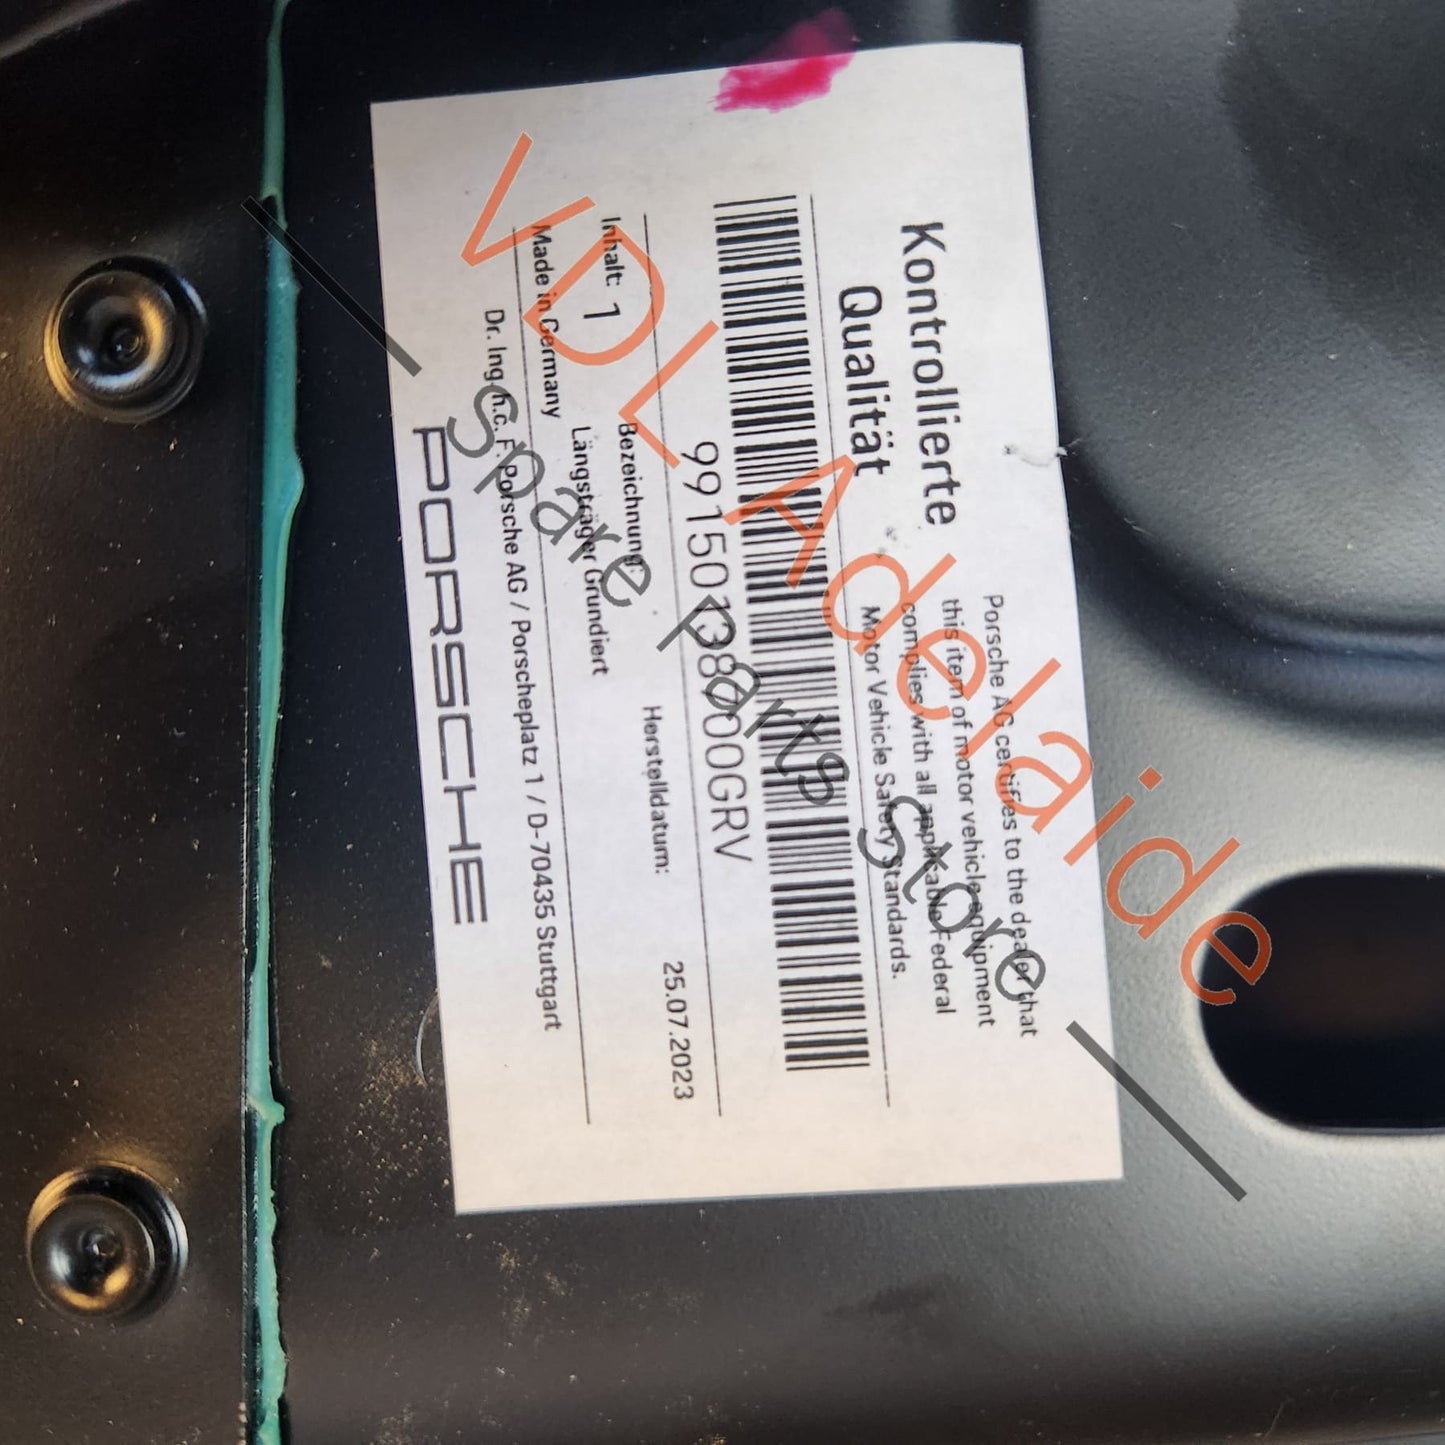 Kontrollierte
Qualität
Porsche AG certifies to the dealer that
this item of motor vehicle equipment
complies with all applicable Federal
Motor Vehicle Safety Standards.
99150138700GRV
Inhalt: 1
Bezeichnung:
Herstelldatum:
25.07.2023
Längsträger Grundiert
Made in Germany
Dr. Ing. h.c. F. Porsche AG / Porscheplatz 1 / D-70435 Stuttgart
PORSCHE
VDL Adelaide
Spare Parts Store